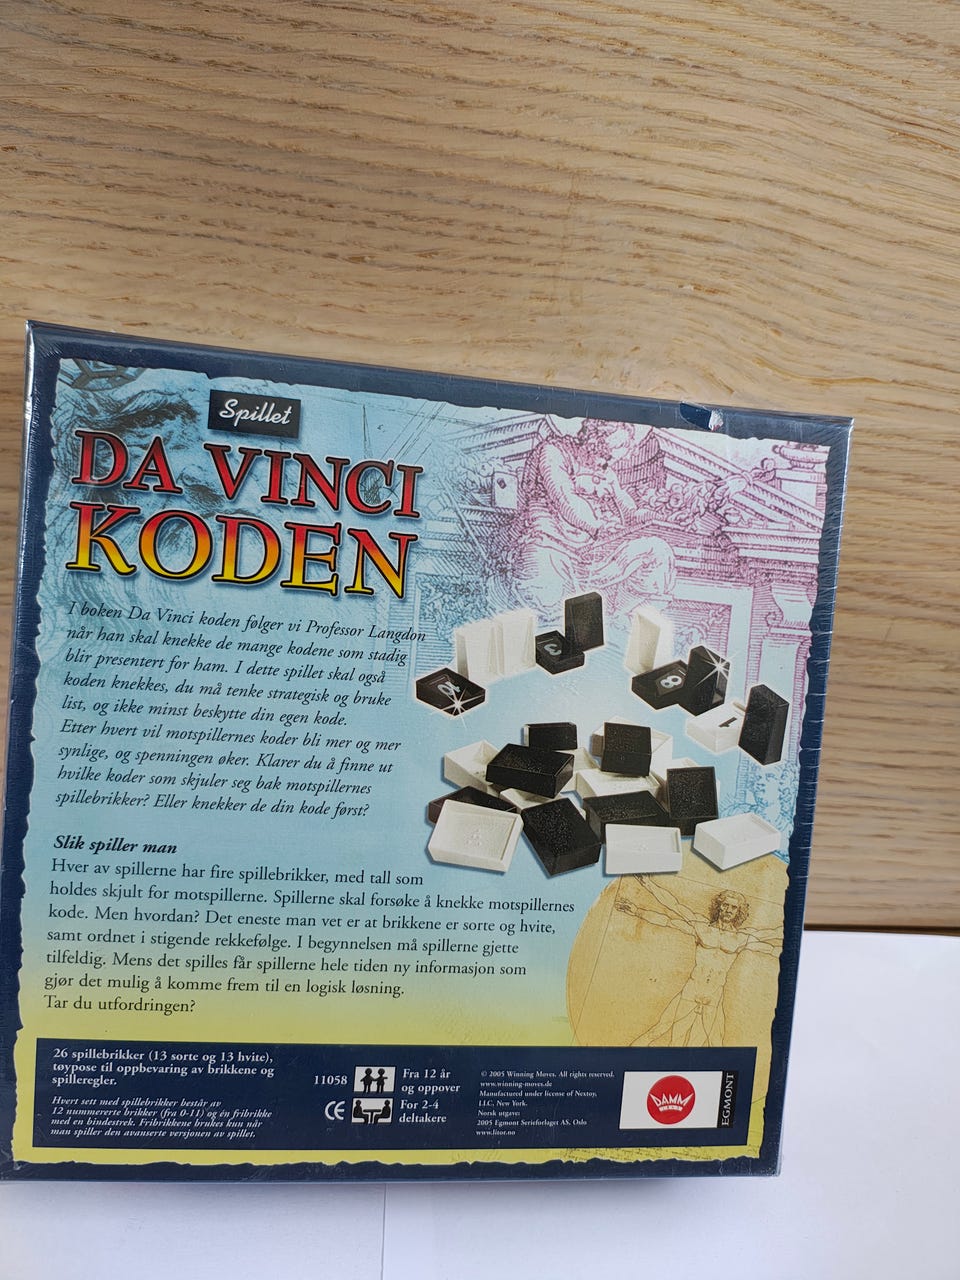 Spillet
DA VINCI
KODEN
I boken Da Vinci koden følger vi Professor Langdon
når han skal knekke de mange kodene som stadig
blir presentert for ham. I dette spillet skal også
koden knekkes, du må tenke strategisk og bruke
list, og ikke minst beskytte din egen kode.
Etter hvert vil motspillernes koder bli mer og mer
synlige, og spenningen øker. Klarer du å finne ut
hvilke koder som skjuler seg bak motspillernes
spillebrikker? Eller knekker de din kode først?
3
8
1
Slik spiller man
Hver av spillerne har fire spillebrikker, med tall som
holdes skjult for motspillerne. Spillerne skal forsøke å knekke motspillernes
kode. Men hvordan? Det eneste man vet er at brikkene er sorte og hvite,
samt ordnet i stigende rekkefølge. I begynnelsen må spillerne gjette
tilfeldig. Mens det spilles får spillerne hele tiden ny informasjon som
gjør det mulig å komme frem til en logisk løsning.
Tar du utfordringen?
26 spillebrikker (13 sorte og 13 hvite),
tøypose til oppbevaring av brikkene og
spilleregler.
Hvert sett med spillebrikker består av
12 nummererte brikker (fra 0-11) og én fribrikke
med en bindestrek. Fribrikkene brukes kun når
man spiller den avanserte versjonen av spillet.
11058
CE
Fra 12 år
og oppover
For 2-4
deltakere
© 2005 Winning Moves. All rights reserved.
www.winning-moves.de
Manufactured under license of Nextoy,
LLC, New York.
Norsk utgave:
2005 Egmont Serieforlaget AS, Oslo
www.litor.no
DAMM
EGMONT